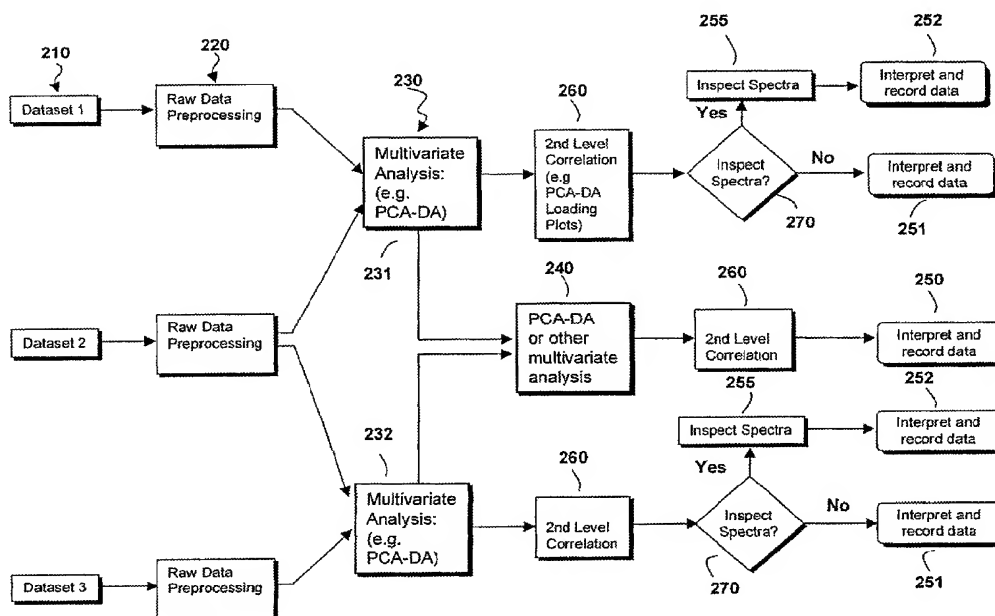 210
Dataset 1
220
Raw Data
Preprocessing
230
Multivariate
Analysis:
(e.g.
PCA-DA)
231
260
2nd Level
Correlation
(e.g
PCA-DA
Loading
Plots)
255
Inspect Spectra
252
Interpret and
record data
Yes
Inspect
Spectra?
270
No
Interpret and
record data
251
Dataset 2
Raw Data
Preprocessing
240
PCA-DA
or other
multivariate
analysis
260
2nd Level
Correlation
250
Interpret and
record data
Dataset 3
Raw Data
Preprocessing
232
Multivariate
Analysis:
(e.g.
PCA-DA)
260
2nd Level
Correlation
255
Inspect Spectra
252
Interpret and
record data
Yes
Inspect
Spectra?
270
No
Interpret and
record data
251